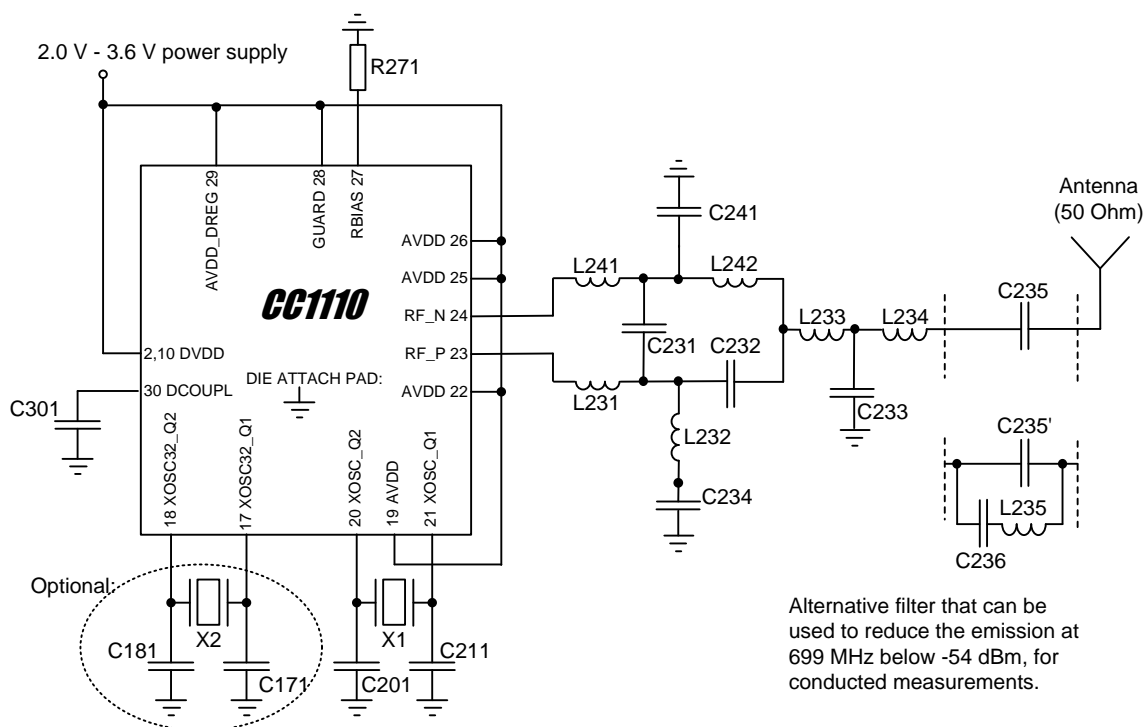 2.0 V - 3.6 V power supply
R271
AVDD_DREG 29
GUARD 28
RBIAS 27
Antenna
(50 Ohm)
C241
AVDD 26
L241
L242
AVDD 25
CC1110
C235
RF_N 24
L233
L234
C231
C232
2,10 DVDD
RF_P 23
DIE ATTACH PAD:
30 DCOUPL
AVDD 22
L231
C301
C233
C235'
L232
18 XOSC32_Q2
17 XOSC32_Q1
20 XOSC_Q2
19 AVDD
21 XOSC_Q1
C234
L235
C236
Optional:
X2
X1
C181
C171
C201
C211
Alternative filter that can be
used to reduce the emission at
699 MHz below -54 dBm, for
conducted measurements.